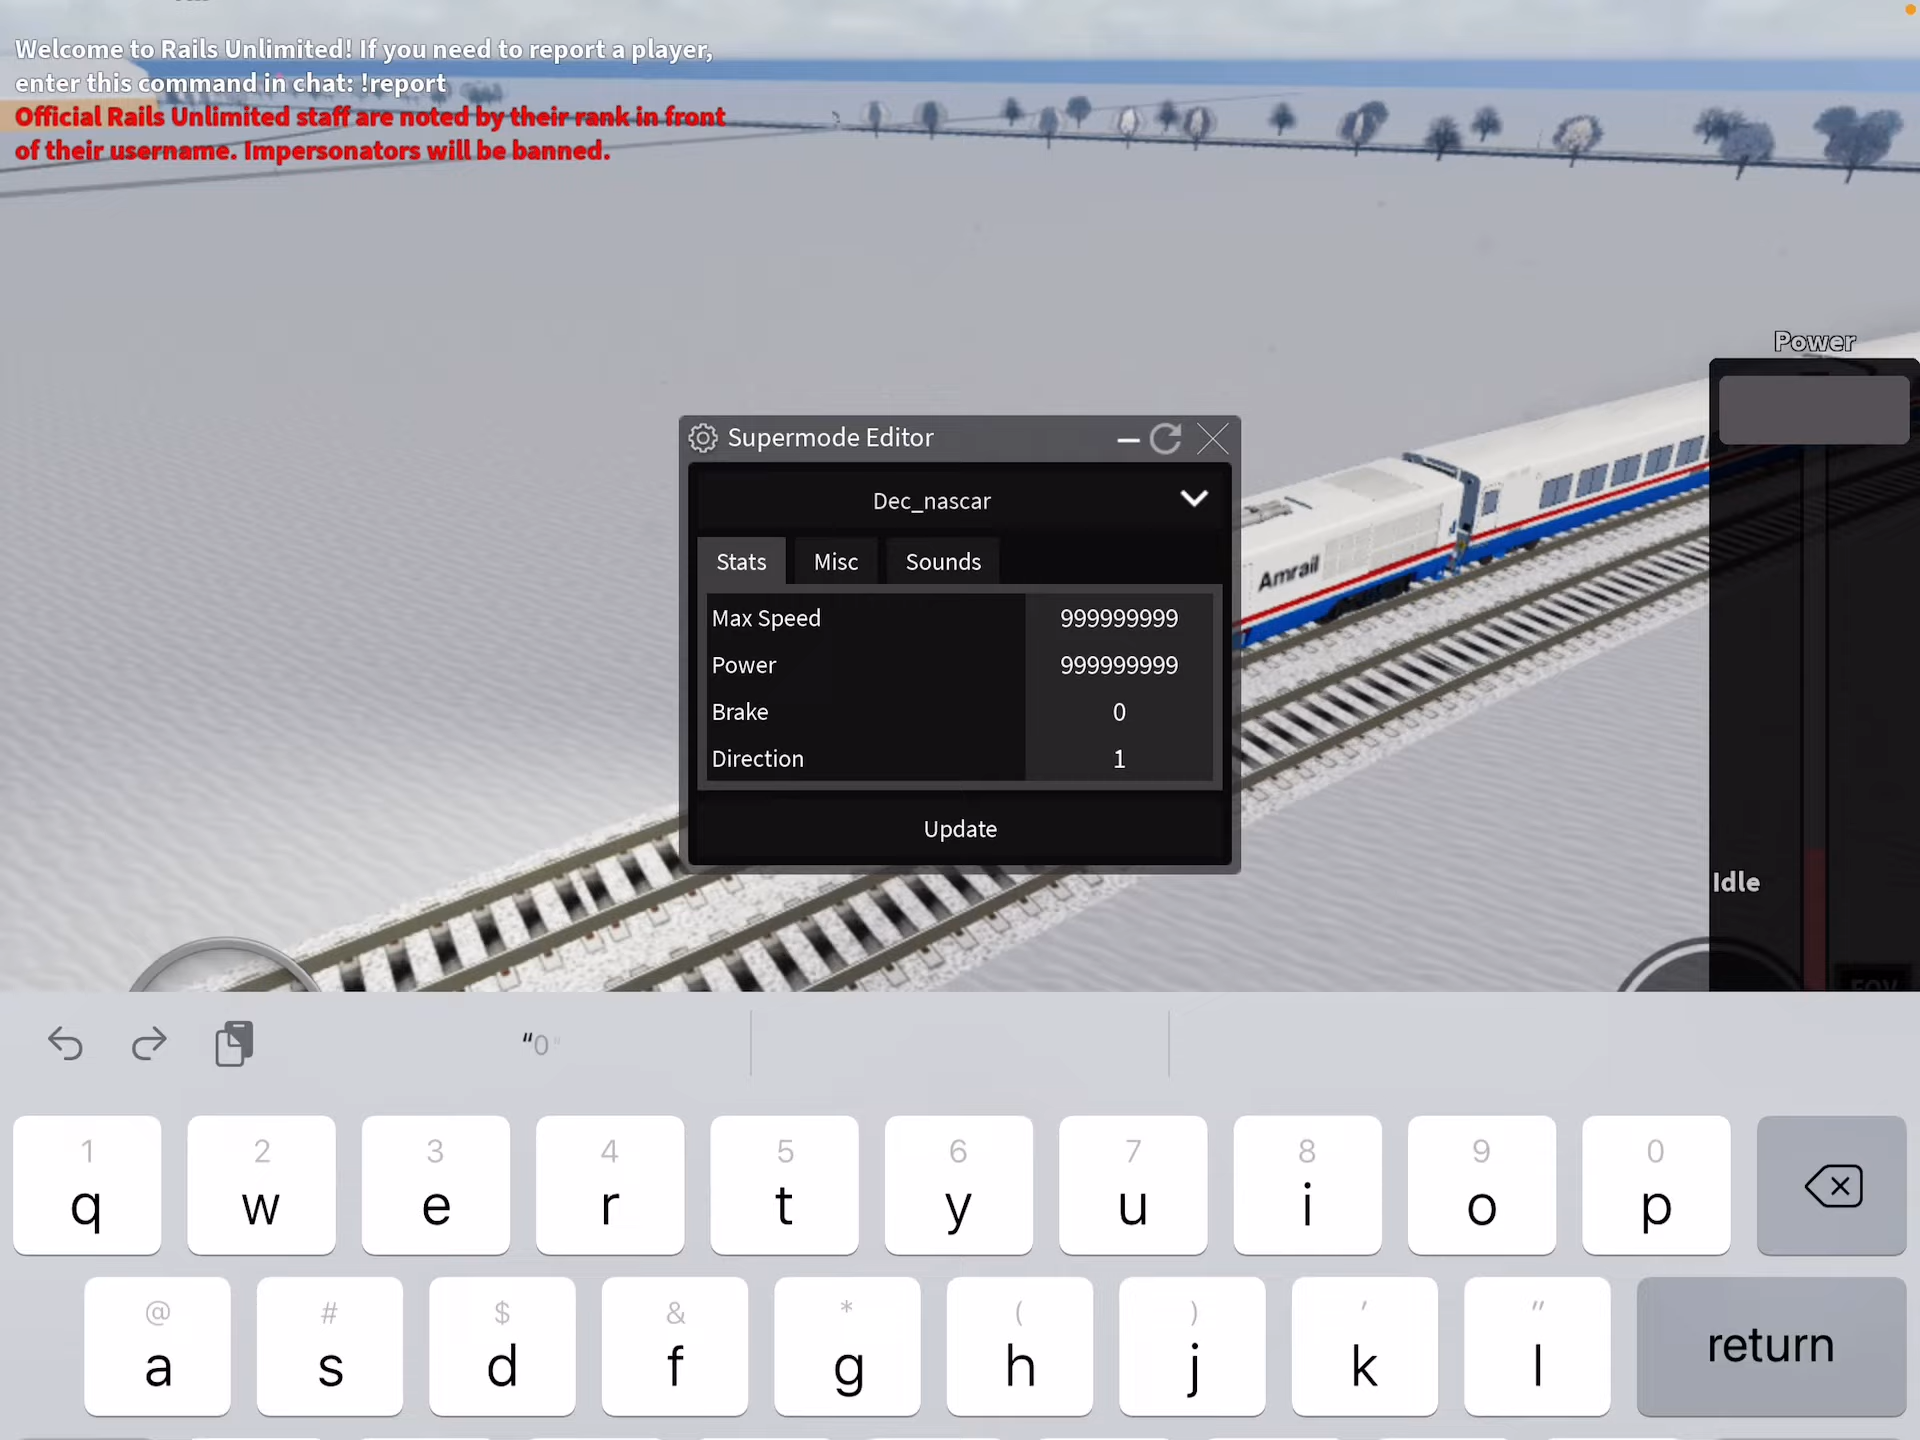 Welcome to Rails Unlimited! If you need to report a player,
enter this command in chat: !report
Official Rails Unlimited staff are noted by their rank in front
of their username. Impersonators will be banned.
Power
Supermode Editor
Dec_nascar
Stats Misc Sounds
Max Speed 999999999
Power 999999999
Brake 0
Direction 1
Update
Amrail
Idle
FOV
"0"
1 2 3 4 5 6 7 8 9 0
q w e r t y u i o p
@ # $ & * ( ) ' "
a s d f g h j k l return